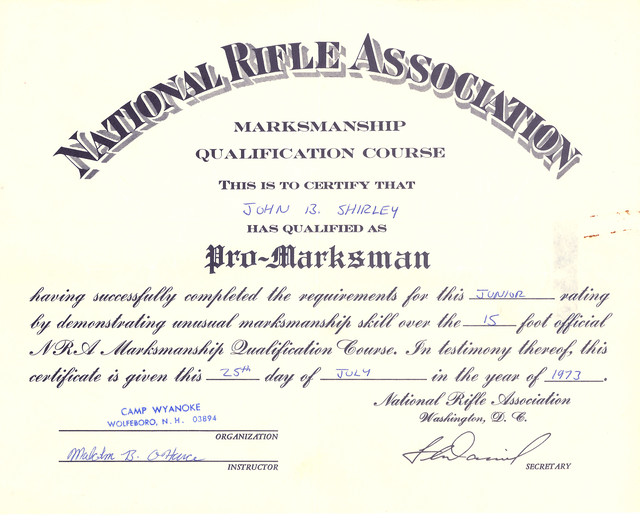 NATIONAL RIFLE ASSOCIATION
MARKSMANSHIP
QUALIFICATION COURSE
THIS IS TO CERTIFY THAT
JOHN B. SHIRLEY
HAS QUALIFIED AS
Pro-Marksman
having successfully completed the requirements for this JUNIOR rating
by demonstrating unusual marksmanship skill over the 15 foot official
NRA Marksmanship Qualification Course. In testimony thereof, this
certificate is given this 25th day of JULY in the year of 1973.
National Rifle Association
Washington, D. C.
CAMP WYANOKE
WOLFEBORO, N. H. 03894
ORGANIZATION
Malcolm B.
INSTRUCTOR
SECRETARY